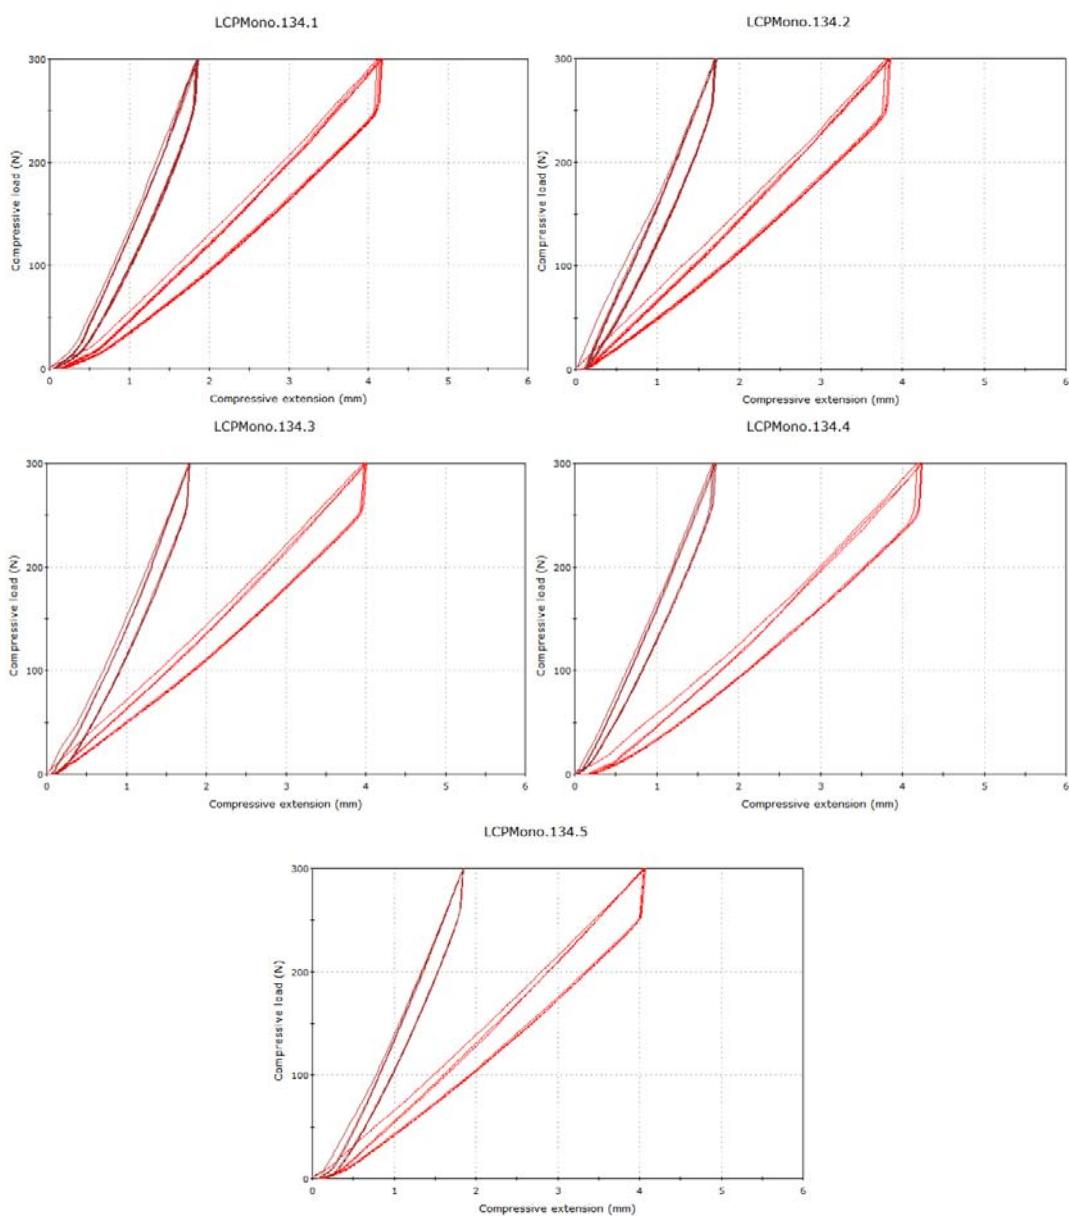 LCPMono.134.1
LCPMono.134.2
300
200
100
0
Compressive load (N)
0 1 2 3 4 5 6
Compressive extension (mm)
300
200
100
0
Compressive load (N)
0 1 2 3 4 5 6
Compressive extension (mm)
LCPMono.134.3
LCPMono.134.4
300
200
100
0
Compressive load (N)
0 1 2 3 4 5 6
Compressive extension (mm)
300
200
100
0
Compressive load (N)
0 1 2 3 4 5 6
Compressive extension (mm)
LCPMono.134.5
300
200
100
0
Compressive load (N)
0 1 2 3 4 5 6
Compressive extension (mm)